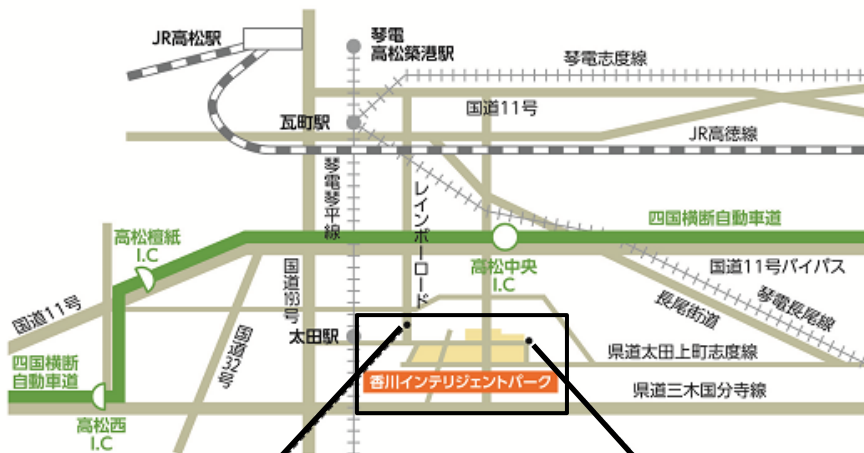 JR高松駅
琴電
高松築港駅
琴電志度線
国道11号
瓦町駅
JR高徳線
琴電琴平線
レインボーロード
四国横断自動車道
高松檀紙
I.C
高松中央
I.C
国道11号バイパス
国道193号
長尾街道
琴電長尾線
国道11号
国道32号
太田駅
県道太田上町志度線
四国横断
自動車道
香川インテリジェントパーク
県道三木国分寺線
高松西
I.C